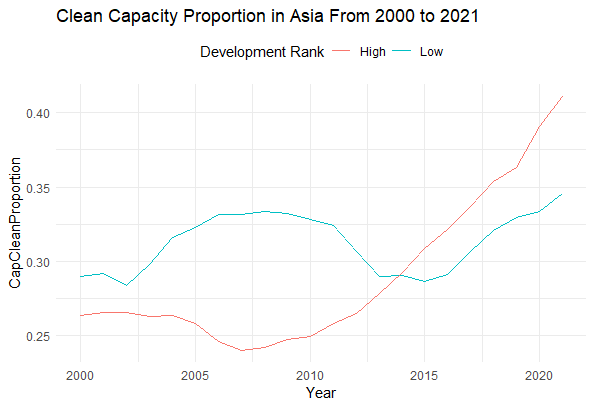 Clean Capacity Proportion in Asia From 2000 to 2021
Development Rank High Low
0.40
0.35
0.30
0.25
CapCleanProportion
2000 2005 2010 2015 2020
Year